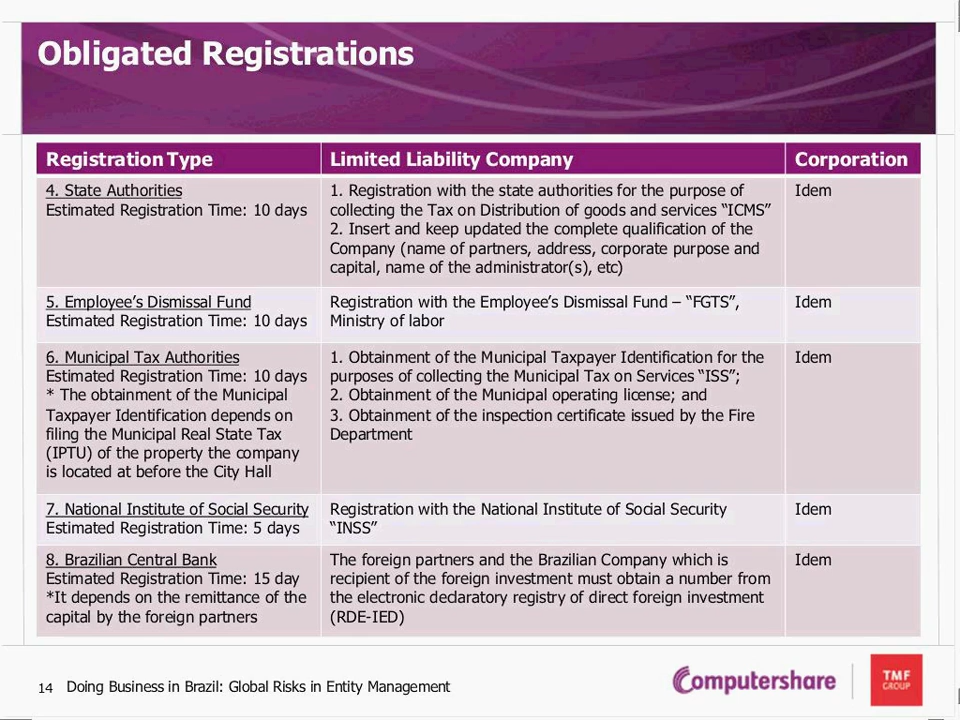 Obligated Registrations
Registration Type
Limited Liability Company
Corporation
4. State Authorities
Estimated Registration Time: 10 days
1. Registration with the state authorities for the purpose of
collecting the Tax on Distribution of goods and services “ICMS”
2. Insert and keep updated the complete qualification of the
Company (name of partners, address, corporate purpose and
capital, name of the administrator(s), etc)
Idem
5. Employee’s Dismissal Fund
Estimated Registration Time: 10 days
Registration with the Employee’s Dismissal Fund – “FGTS”,
Ministry of labor
Idem
6. Municipal Tax Authorities
Estimated Registration Time: 10 days
* The obtainment of the Municipal
Taxpayer Identification depends on
filing the Municipal Real State Tax
(IPTU) of the property the company
is located at before the City Hall
1. Obtainment of the Municipal Taxpayer Identification for the
purposes of collecting the Municipal Tax on Services “ISS”;
2. Obtainment of the Municipal operating license; and
3. Obtainment of the inspection certificate issued by the Fire
Department
Idem
7. National Institute of Social Security
Estimated Registration Time: 5 days
Registration with the National Institute of Social Security
“INSS”
Idem
8. Brazilian Central Bank
Estimated Registration Time: 15 day
*It depends on the remittance of the
capital by the foreign partners
The foreign partners and the Brazilian Company which is
recipient of the foreign investment must obtain a number from
the electronic declaratory registry of direct foreign investment
(RDE-IED)
Idem
14 Doing Business in Brazil: Global Risks in Entity Management
Computershare
TMF
GROUP